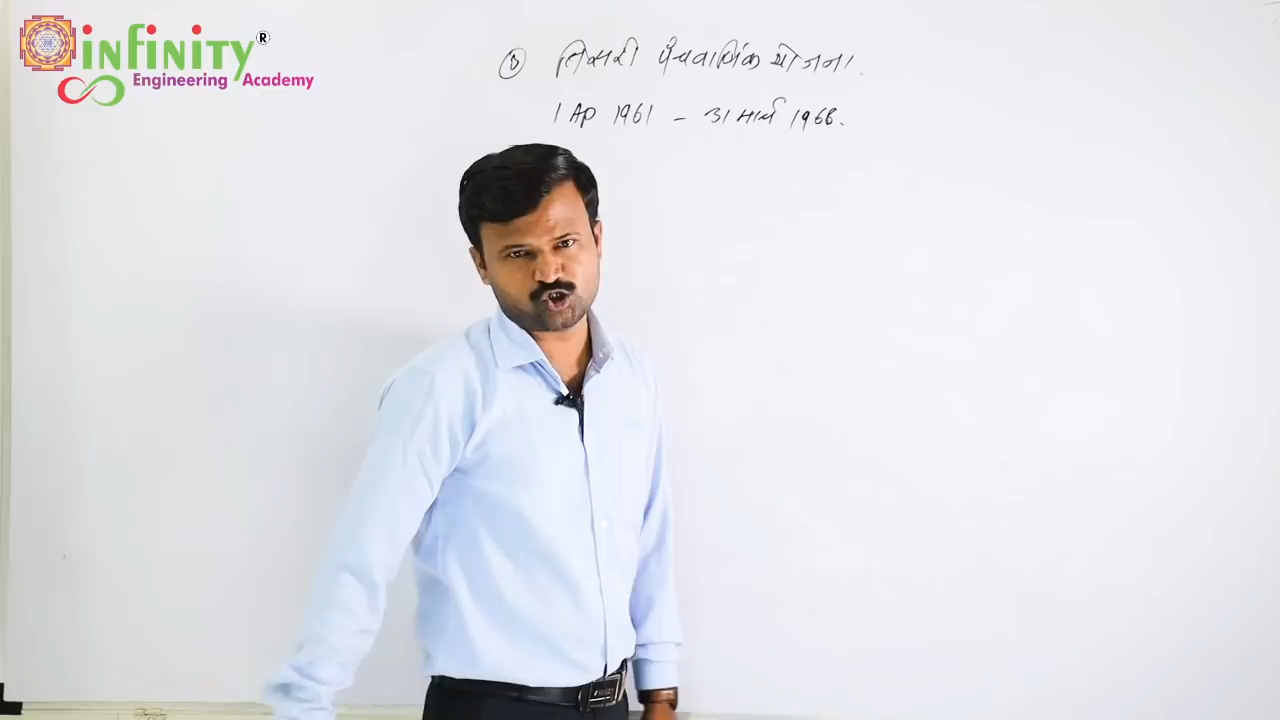 infinity®
Engineering Academy
③ तिसरी पंचवार्षिक योजना.
1 Ap 1961 - 31 मार्च 1966.